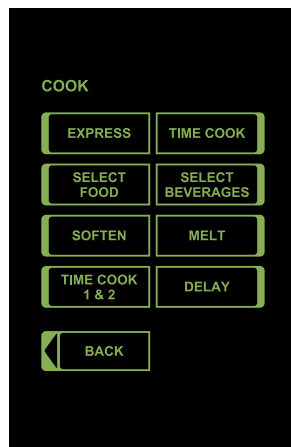 COOK
EXPRESS
TIME COOK
SELECT
FOOD
SELECT
BEVERAGES
SOFTEN
MELT
TIME COOK
1 & 2
DELAY
BACK